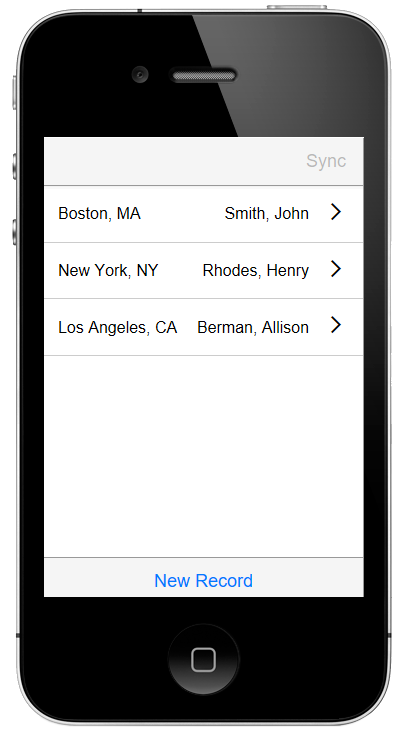 Sync
Boston, MA Smith, John
New York, NY Rhodes, Henry
Los Angeles, CA Berman, Allison
New Record